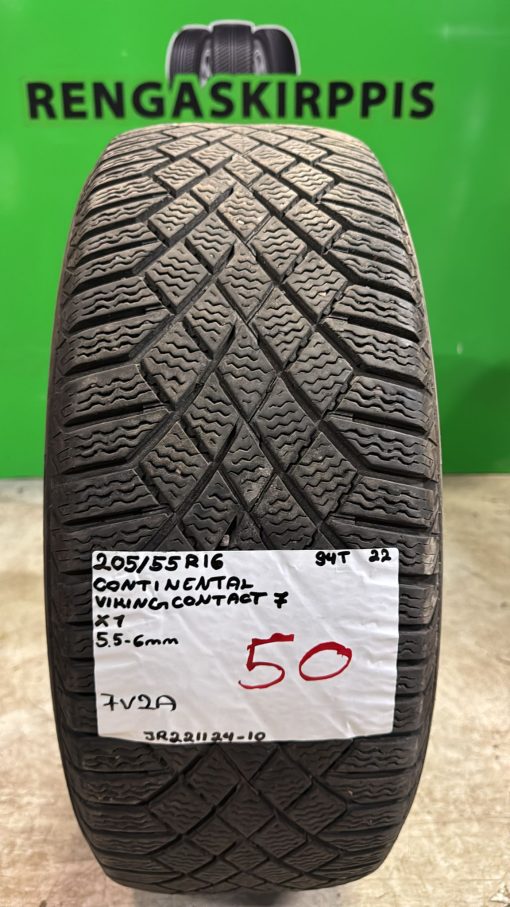 RENGASKIRPPIS
205/55R16 94T 22
CONTINENTAL
VIKINGCONTACT 7
X1
5.5-6mm
50
7V2A
JR221124-10